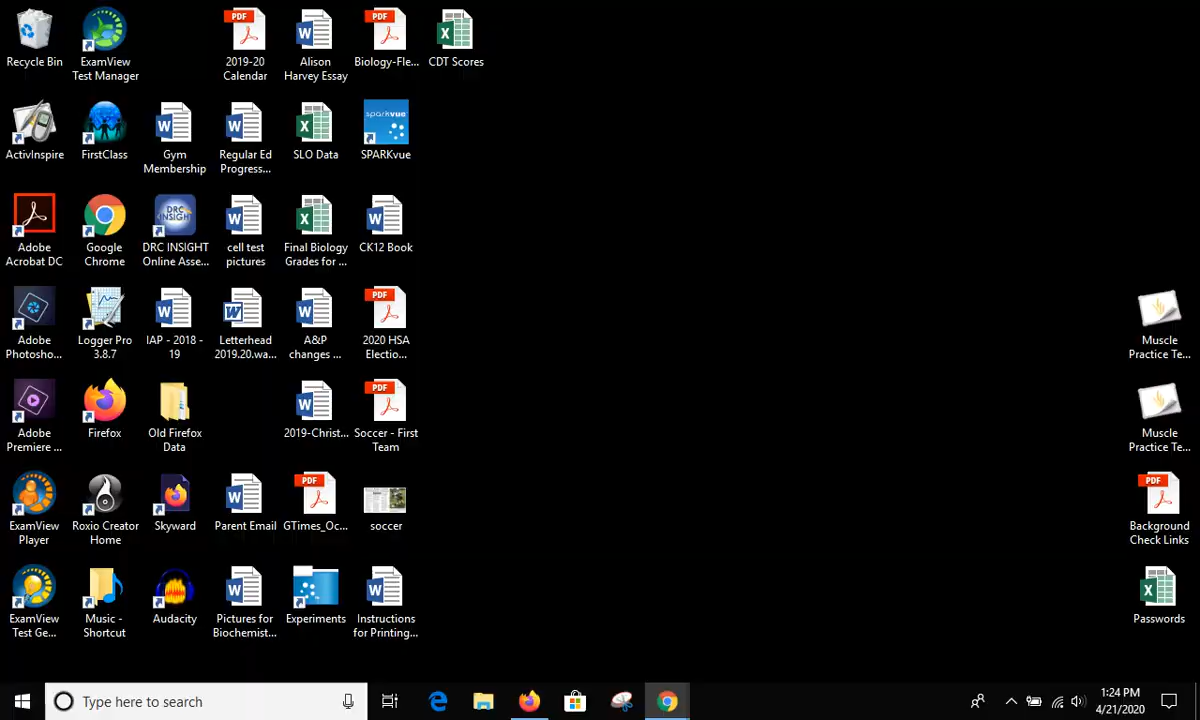 Recycle Bin
ExamView
Test Manager
PDF
2019-20
Calendar
Alison
Harvey Essay
PDF
Biology-Fle...
CDT Scores
ActivInspire
FirstClass
Gym
Membership
Regular Ed
Progress...
SLO Data
sparkvue
SPARKvue
Adobe
Acrobat DC
Google
Chrome
DRC
INSIGHT
DRC INSIGHT
Online Asse...
cell test
pictures
Final Biology
Grades for ...
CK12 Book
Adobe
Photosho...
Logger Pro
3.8.7
IAP - 2018 -
19
Letterhead
2019.20.wa...
A&P
changes ...
PDF
2020 HSA
Electio...
Muscle
Practice Te...
Adobe
Premiere ...
Firefox
Old Firefox
Data
2019-Christ...
PDF
Soccer - First
Team
Muscle
Practice Te...
ExamView
Player
Roxio Creator
Home
Skyward
Parent Email
PDF
GTimes_Oc...
soccer
PDF
Background
Check Links
ExamView
Test Ge...
Music -
Shortcut
Audacity
Pictures for
Biochemist...
Experiments
Instructions
for Printing...
Passwords
Type here to search
1:24 PM
4/21/2020